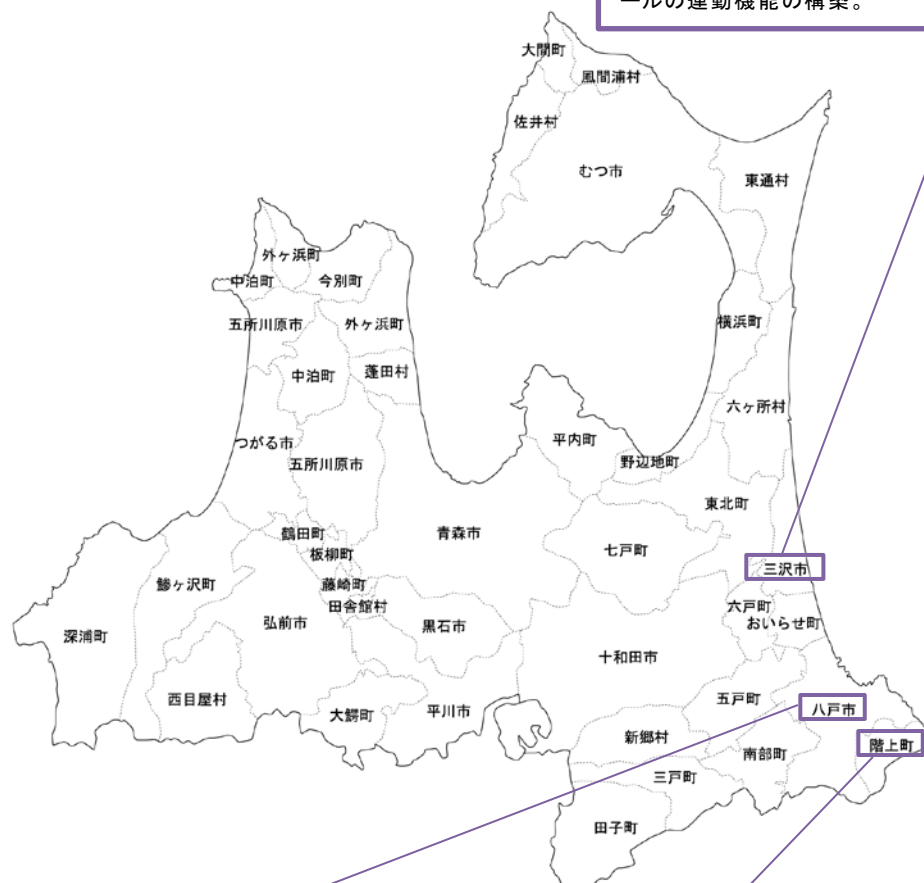 ールの運動機能の構築。
大間町
風間浦村
佐井村
むつ市
東通村
外ヶ浜町
中泊町
今別町
五所川原市
外ヶ浜町
横浜町
中泊町
蓬田村
六ヶ所村
つがる市
平内町
五所川原市
野辺地町
東北町
鶴田町
青森市
板柳町
七戸町
三沢市
鰺ヶ沢町
藤崎町
田舎館村
六戸町
おいらせ町
深浦町
弘前市
黒石市
十和田市
西目屋村
五戸町
八戸市
大鰐町
平川市
新郷村
南部町
階上町
三戸町
田子町